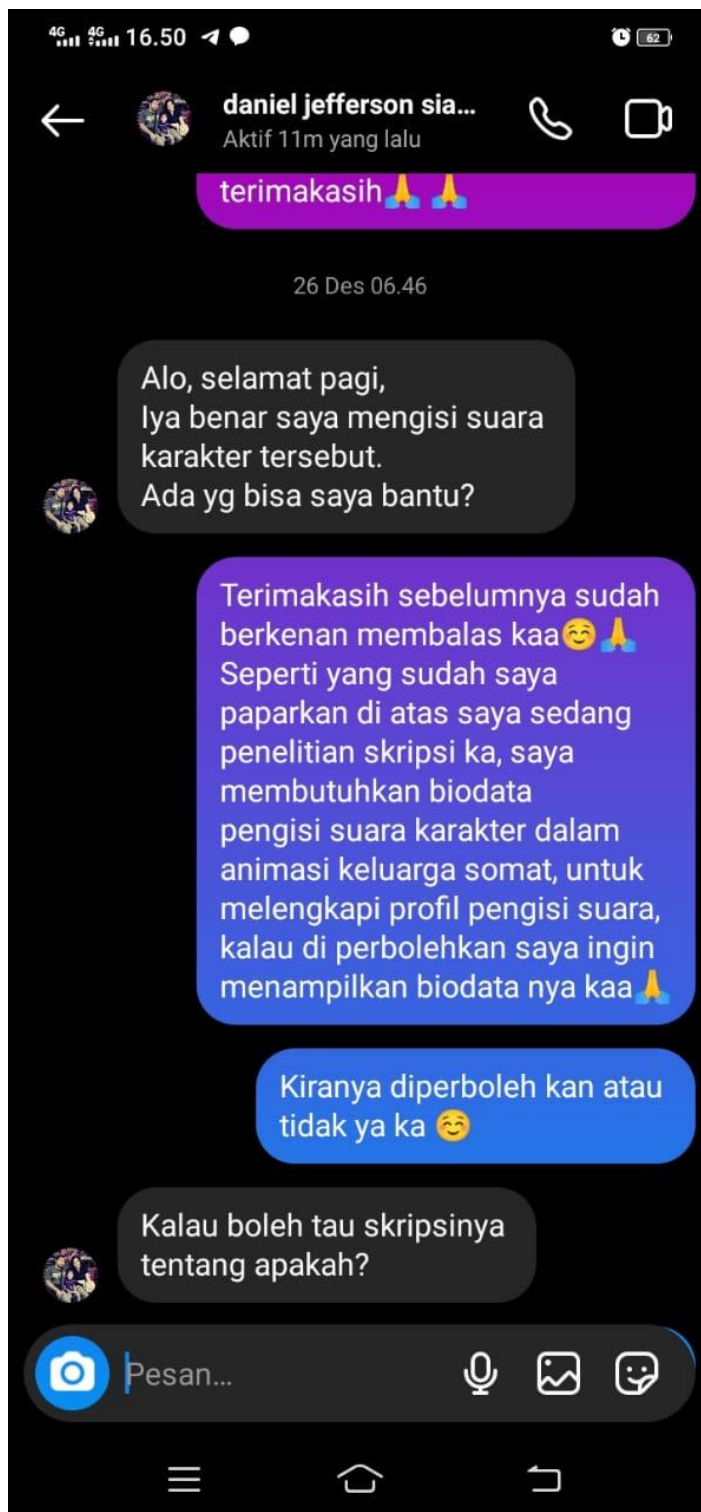 4G 4G 16.50
62
daniel jefferson sia...
Aktif 11m yang lalu
terimakasih🙏 🙏
26 Des 06.46
Alo, selamat pagi,
Iya benar saya mengisi suara
karakter tersebut.
Ada yg bisa saya bantu?
Terimakasih sebelumnya sudah
berkenan membalas kaa☺️🙏
Seperti yang sudah saya
paparkan di atas saya sedang
penelitian skripsi ka, saya
membutuhkan biodata
pengisi suara karakter dalam
animasi keluarga somat, untuk
melengkapi profil pengisi suara,
kalau di perbolehkan saya ingin
menampilkan biodata nya kaa🙏
Kiranya diperboleh kan atau
tidak ya ka ☺️
Kalau boleh tau skripsinya
tentang apakah?
Pesan...